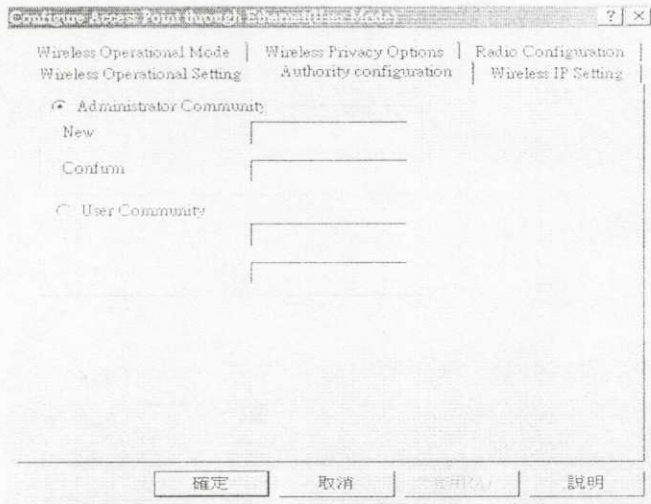 Configure Access Point through Ethernet(User Mode)
Wireless Operational Mode
Wireless Privacy Options
Radio Configuration
Wireless Operational Setting
Authority configuration
Wireless IP Setting
Administrator Community
New
Confirm
User Community
確定
取消
說明